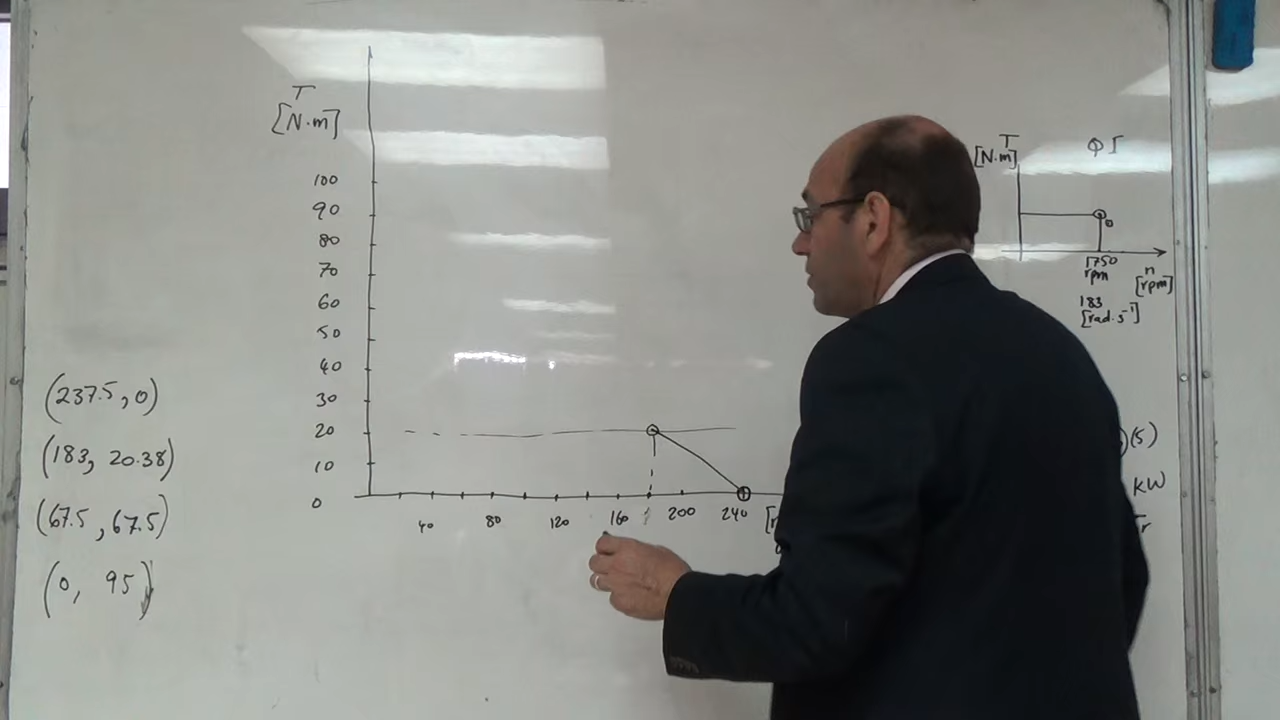 T
[N·m]
100
90
80
70
60
50
40
30
20
10
0
40 80 120 160 200 240
(237.5, 0)
(183, 20.38)
(67.5, 67.5)
(0, 95)
T
[N·m]
Φ I
0
1750
rpm
n
[rpm]
183
[rad·s⁻¹]
)(5)
KW